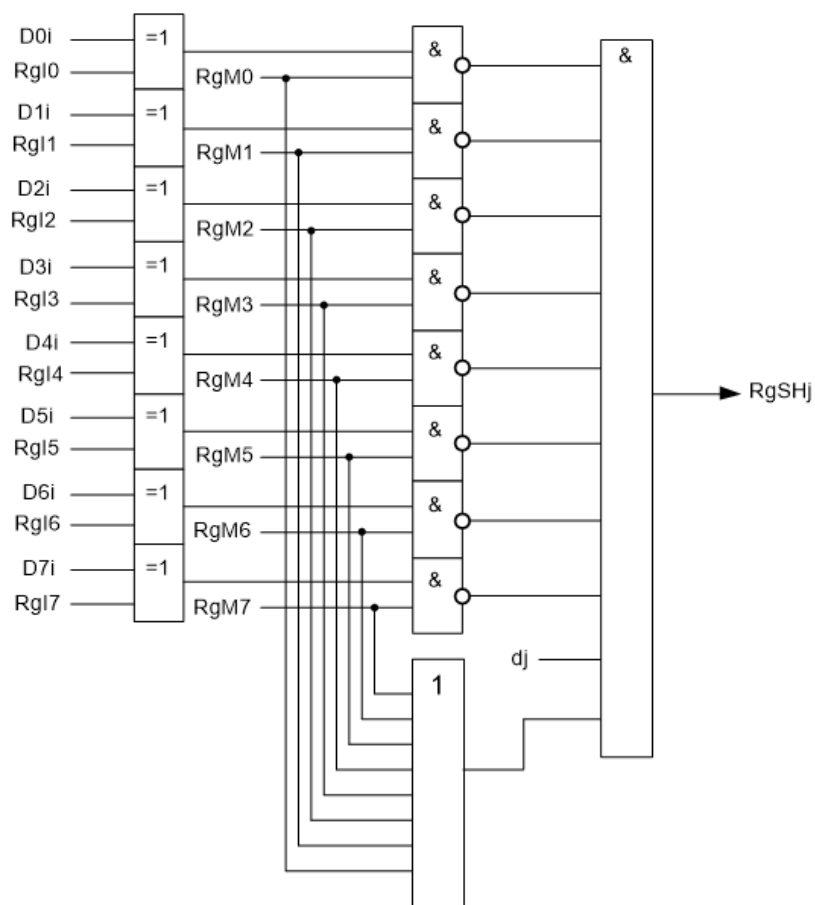 D0i
=1
RgI0
RgM0
&
&
D1i
=1
RgI1
RgM1
&
D2i
=1
RgI2
RgM2
&
D3i
=1
RgI3
RgM3
&
D4i
=1
RgI4
RgM4
&
RgSHj
D5i
=1
RgI5
RgM5
&
D6i
=1
RgI6
RgM6
&
D7i
=1
RgI7
RgM7
&
dj
1